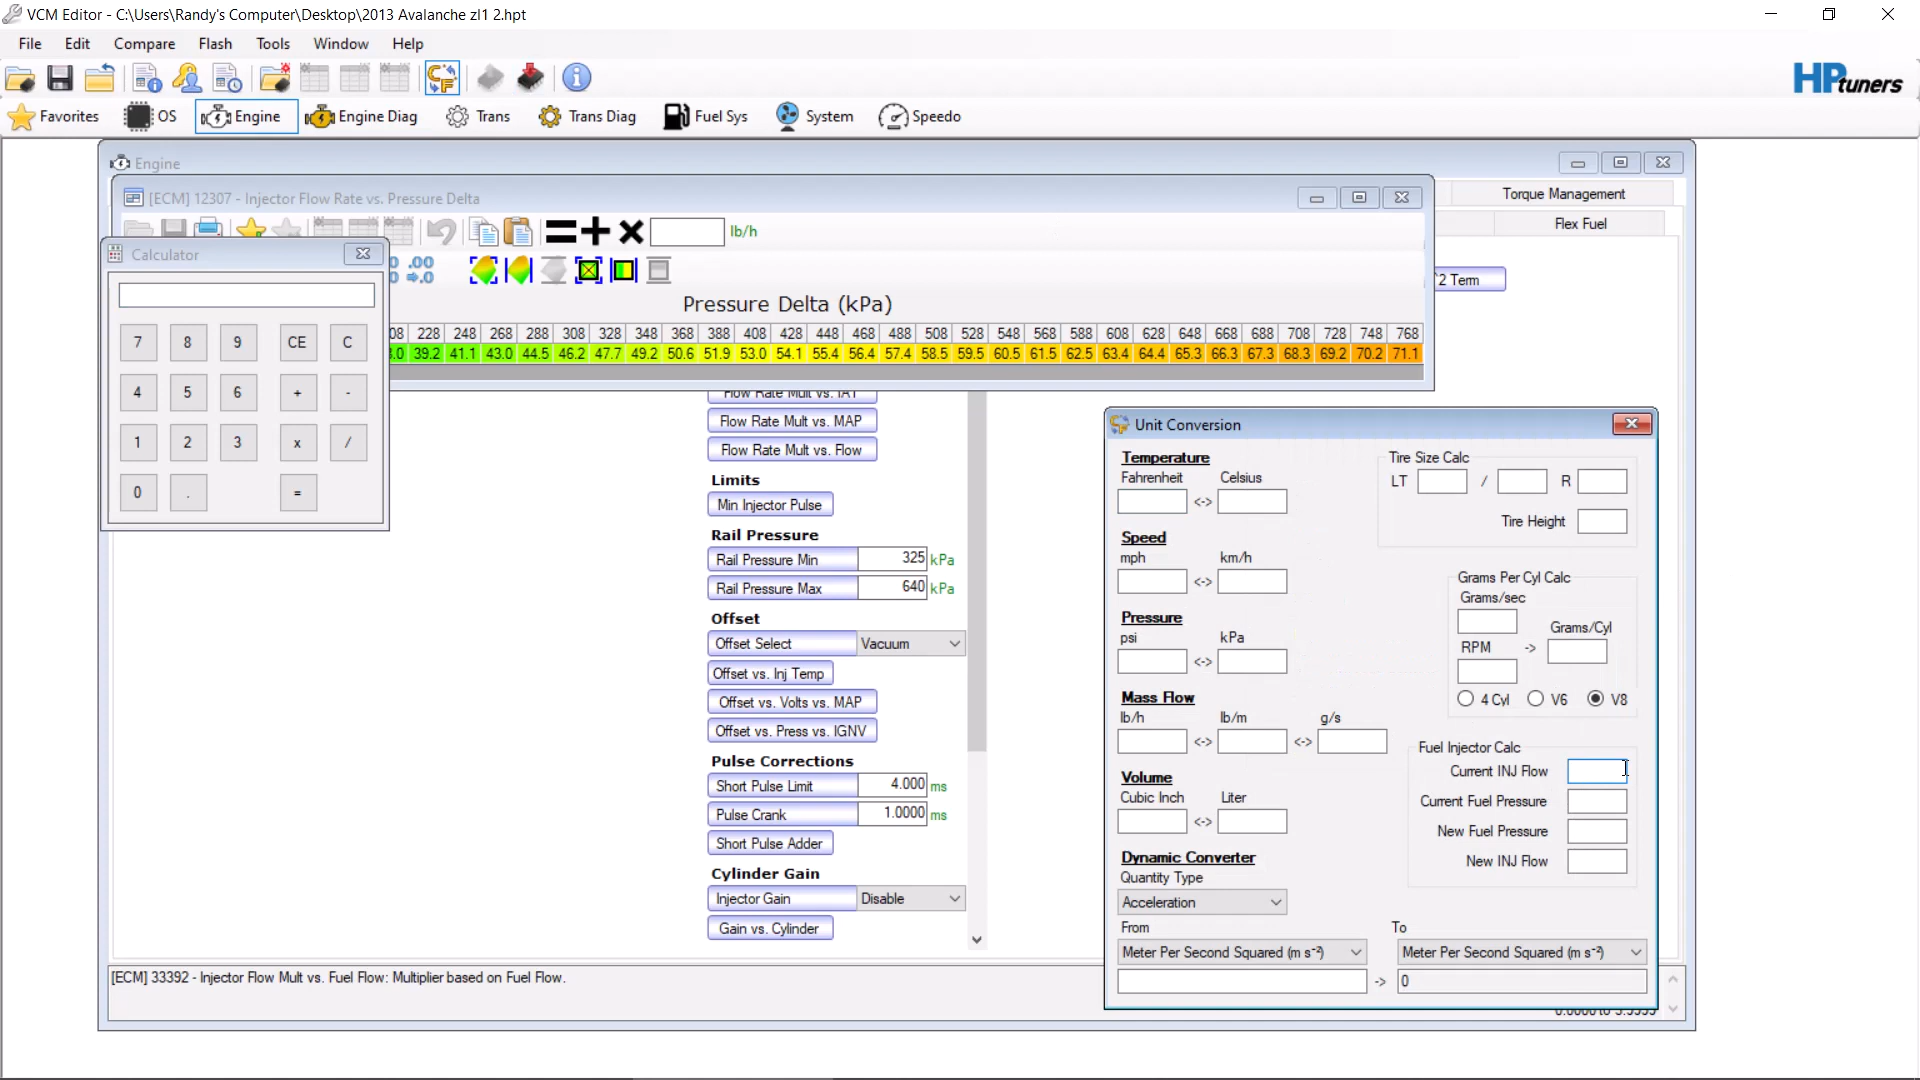 VCM Editor - C:\Users\Randy's Computer\Desktop\2013 Avalanche zl1 2.hpt
File Edit Compare Flash Tools Window Help
HPtuners
Favorites OS Engine Engine Diag Trans Trans Diag Fuel Sys System Speedo
Engine
[ECM] 12307 - Injector Flow Rate vs. Pressure Delta
Torque Management
Flex Fuel
lb/h
.00
→.0
^2 Term
Pressure Delta (kPa)
08 228 248 268 288 308 328 348 368 388 408 428 448 468 488 508 528 548 568 588 608 628 648 668 688 708 728 748 768
.0 39.2 41.1 43.0 44.5 46.2 47.7 49.2 50.6 51.9 53.0 54.1 55.4 56.4 57.4 58.5 59.5 60.5 61.5 62.5 63.4 64.4 65.3 66.3 67.3 68.3 69.2 70.2 71.1
Calculator
7 8 9 CE C
4 5 6 + -
1 2 3 x /
0 . =
Flow Rate Mult vs. IAT
Flow Rate Mult vs. MAP
Flow Rate Mult vs. Flow
Limits
Min Injector Pulse
Rail Pressure
Rail Pressure Min 325 kPa
Rail Pressure Max 640 kPa
Offset
Offset Select Vacuum
Offset vs. Inj Temp
Offset vs. Volts vs. MAP
Offset vs. Press vs. IGNV
Pulse Corrections
Short Pulse Limit 4.000 ms
Pulse Crank 1.0000 ms
Short Pulse Adder
Cylinder Gain
Injector Gain Disable
Gain vs. Cylinder
Unit Conversion
Temperature
Fahrenheit Celsius
<->
Speed
mph km/h
<->
Pressure
psi kPa
<->
Mass Flow
lb/h lb/m g/s
<-> <->
Volume
Cubic Inch Liter
<->
Dynamic Converter
Quantity Type
Acceleration
From To
Meter Per Second Squared (m s⁻²) Meter Per Second Squared (m s⁻²)
-> 0
Tire Size Calc
LT / R
Tire Height
Grams Per Cyl Calc
Grams/sec
Grams/Cyl
RPM ->
4 Cyl V6 V8
Fuel Injector Calc
Current INJ Flow
Current Fuel Pressure
New Fuel Pressure
New INJ Flow
[ECM] 33392 - Injector Flow Mult vs. Fuel Flow: Multiplier based on Fuel Flow.